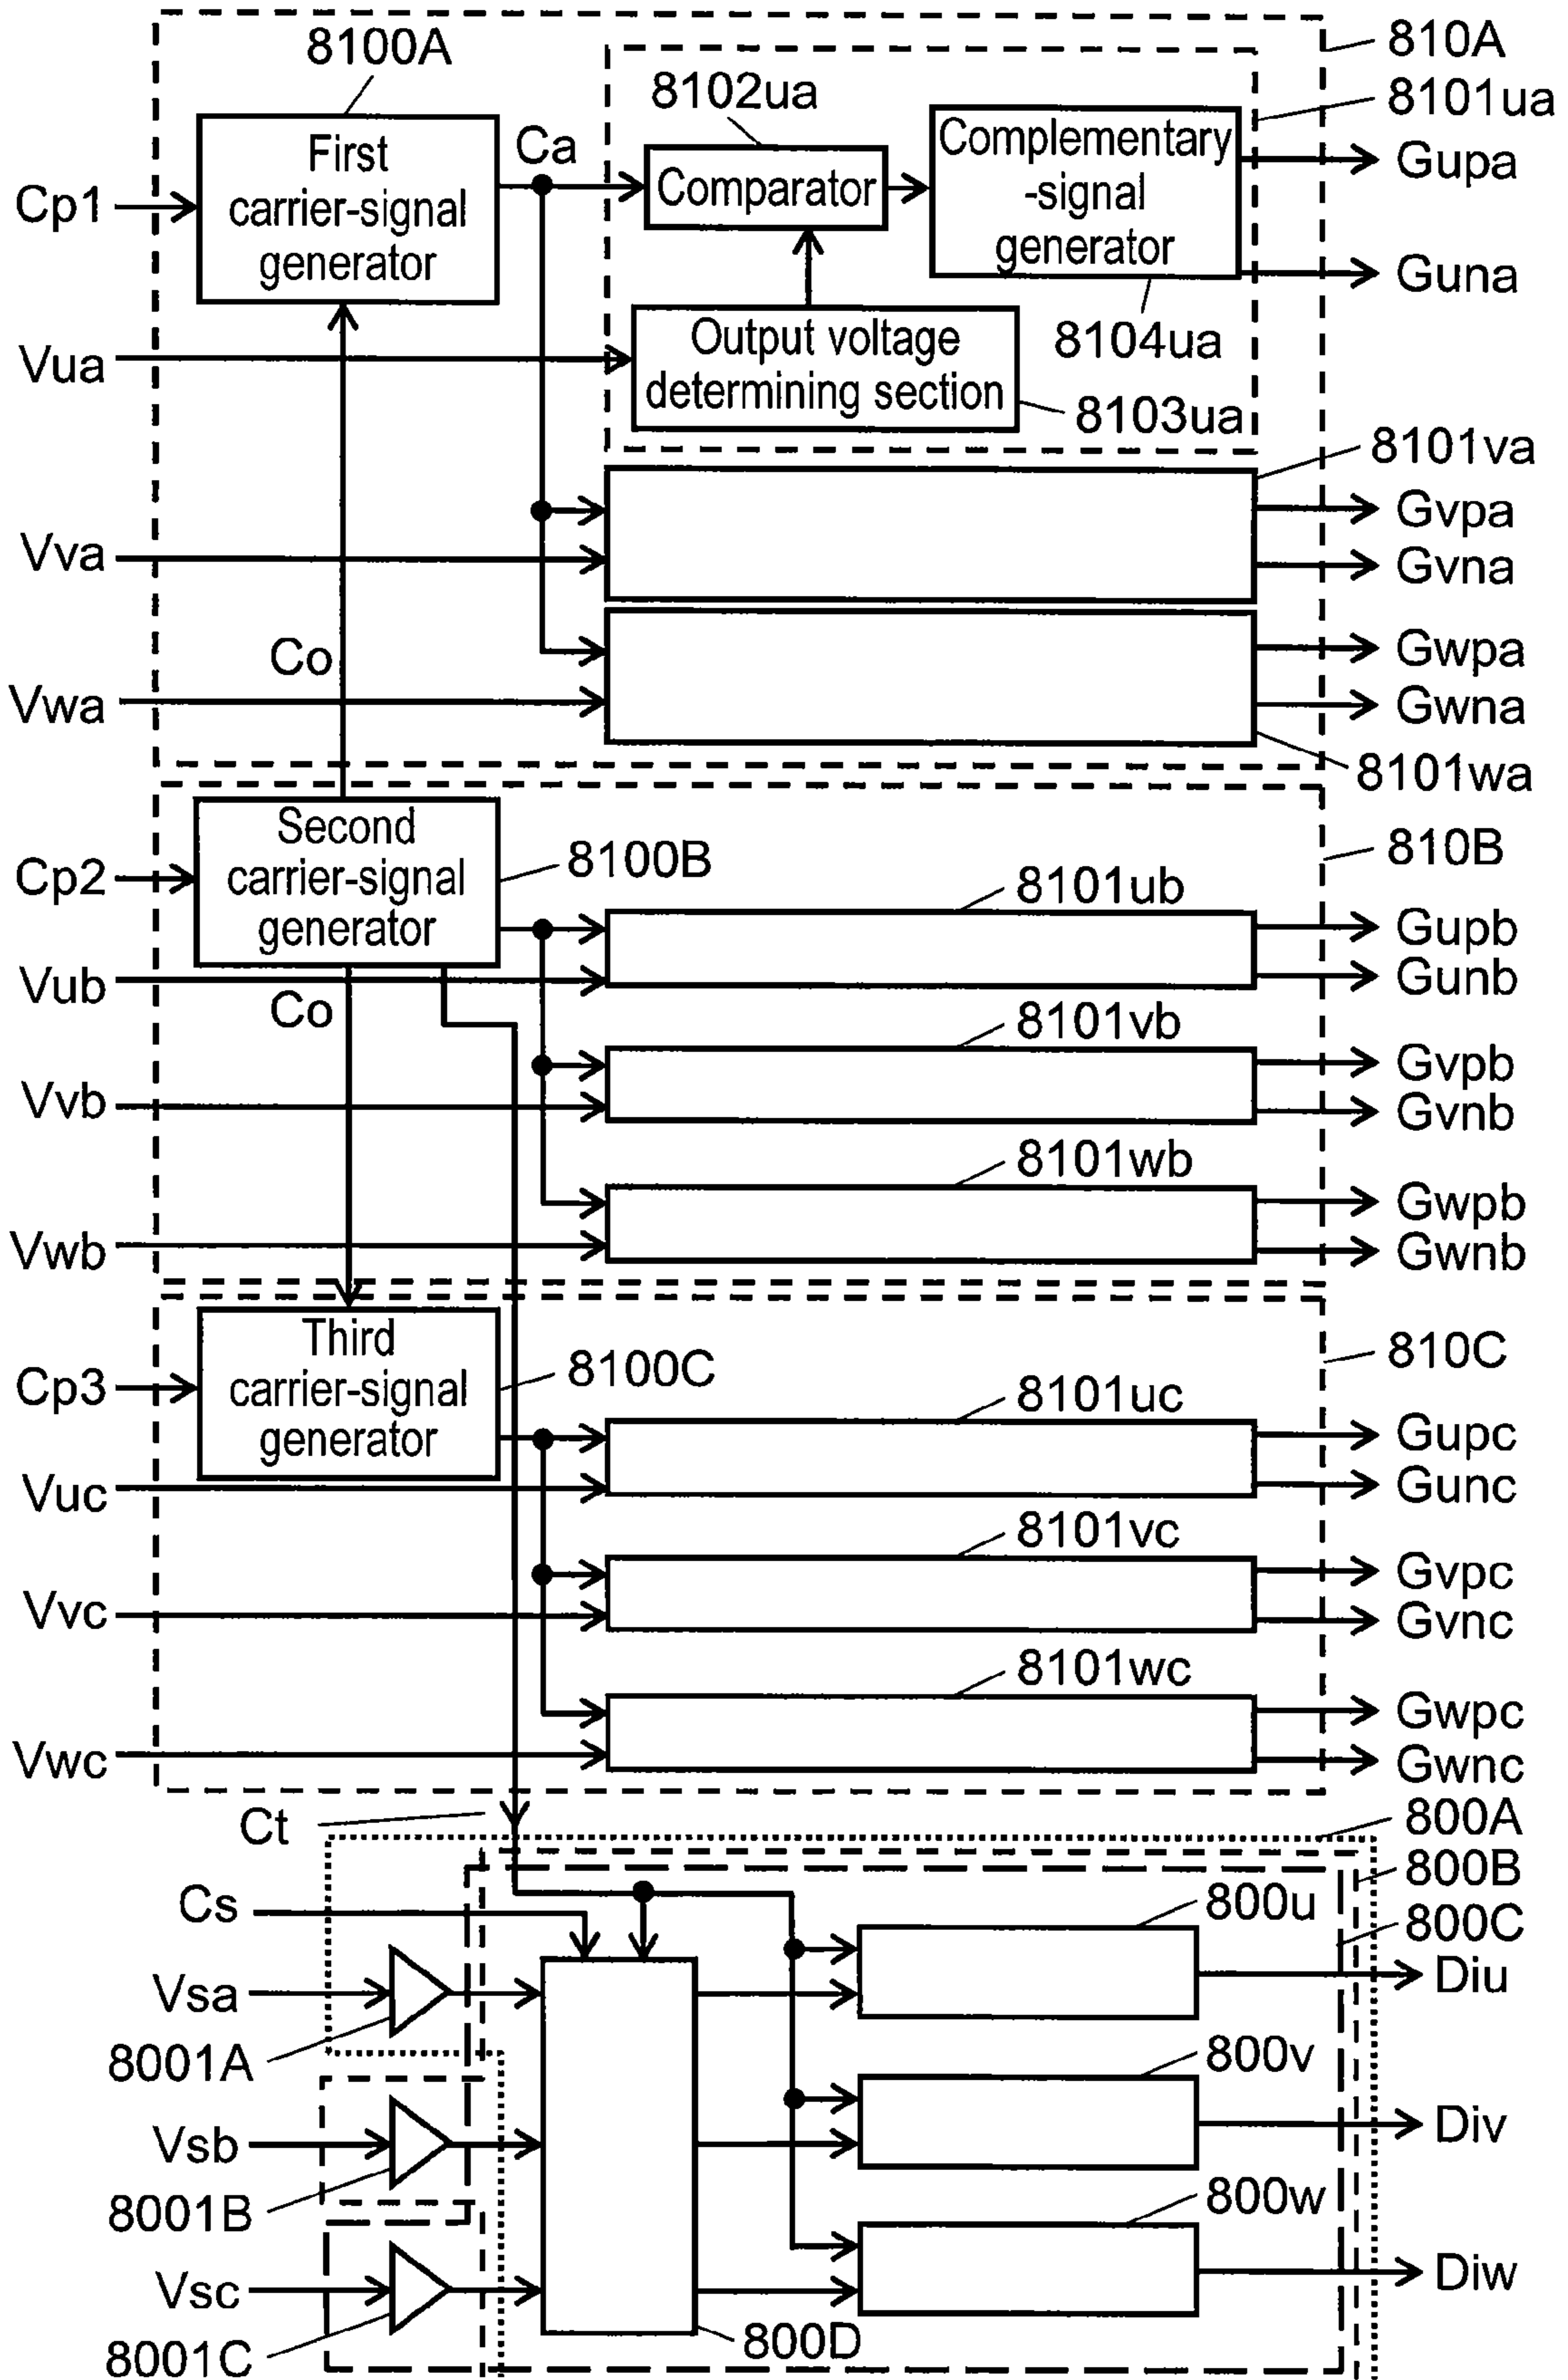 810A
8100A
8101ua
8102ua
First
carrier-signal
generator
Ca
Comparator
Complementary
-signal
generator
Gupa
Cp1
Guna
8104ua
Vua
Output voltage
determining section
8103ua
8101va
Gvpa
Vva
Gvna
Co
Gwpa
Vwa
Gwna
8101wa
Second
carrier-signal
generator
8100B
810B
Cp2
8101ub
Gupb
Vub
Gunb
Co
8101vb
Gvpb
Vvb
Gvnb
8101wb
Gwpb
Vwb
Gwnb
Third
carrier-signal
generator
8100C
810C
Cp3
8101uc
Gupc
Vuc
Gunc
8101vc
Gvpc
Vvc
Gvnc
8101wc
Gwpc
Vwc
Gwnc
Ct
800A
800B
Cs
800u
800C
Vsa
Diu
8001A
800v
Vsb
Div
8001B
800w
Vsc
Diw
8001C
800D